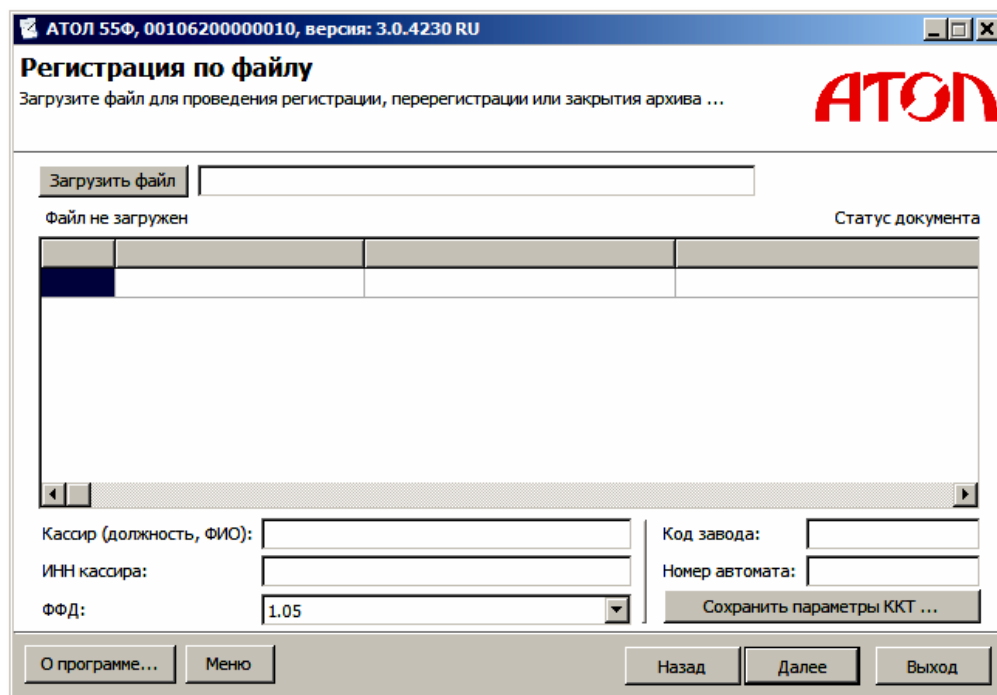 АТОЛ 55Ф, 00106200000010, версия: 3.0.4230 RU
Регистрация по файлу
Загрузите файл для проведения регистрации, перерегистрации или закрытия архива ...
АТОЛ
Загрузить файл
Файл не загружен
Статус документа
Кассир (должность, ФИО):
Код завода:
ИНН кассира:
Номер автомата:
ФФД:
1.05
Сохранить параметры ККТ ...
О программе...
Меню
Назад
Далее
Выход